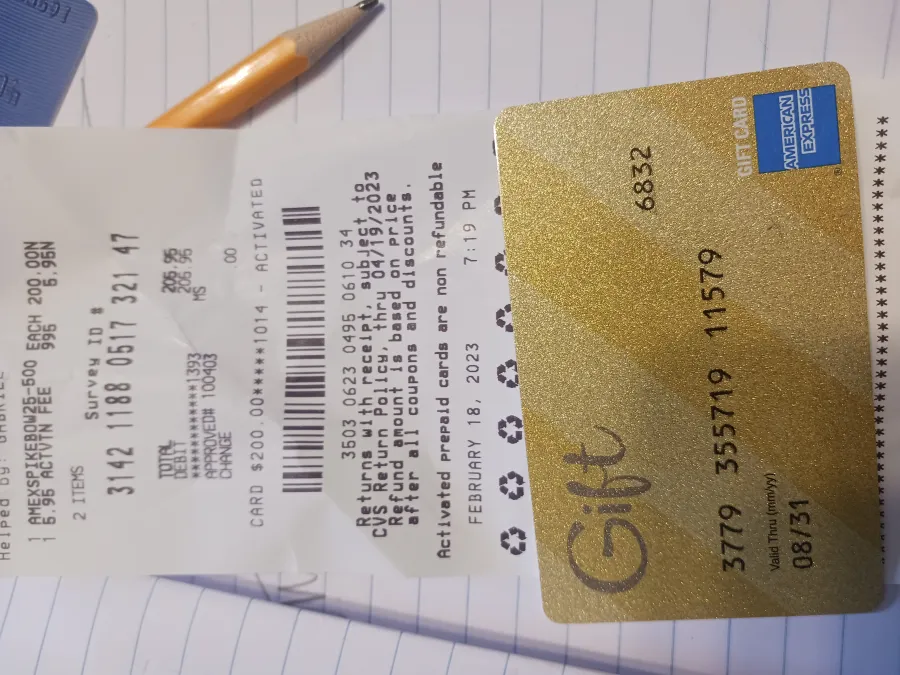 Helped by:
1 AMEXSPIKEBOW25-500 EACH 200.00N
1 5.95 ACTVTN FEE 995 5.95N
2 ITEMS
Survey ID #
3142 1188 0517 321 47
TOTAL 205.95
DEBIT 205.95
************1393 MS
APPROVED# 100403
CHANGE .00
CARD $200.00******1014 - ACTIVATED
3503 0623 0495 0610 34
Returns with receipt, subject to
CVS Return Policy, thru 04/19/2023
Refund amount is based on price
after all coupons and discounts.
Activated prepaid cards are non refundable
FEBRUARY 18, 2023 7:19 PM
Gift
6832
3779 355719 11579
Valid Thru (mm/yy)
08/31
GIFT CARD
AMERICAN
EXPRESS
®